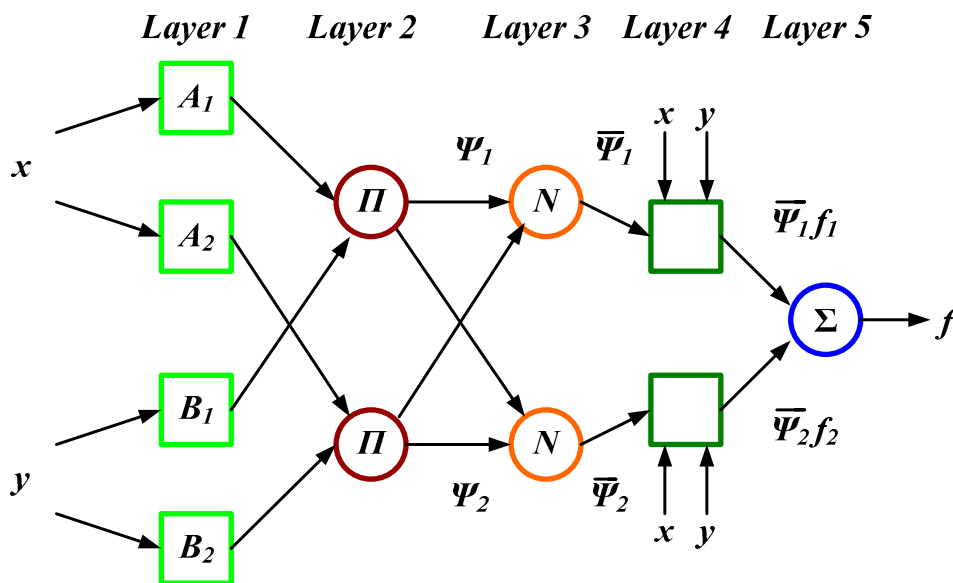 Layer 1 Layer 2 Layer 3 Layer 4 Layer 5
A₁
x y
Ψ₁ Ψ̅₁
x
Π N
Ψ̅₁f₁
A₂
Σ f
B₁
Ψ̅₂f₂
Π N
y
Ψ₂ Ψ̅₂
x y
B₂